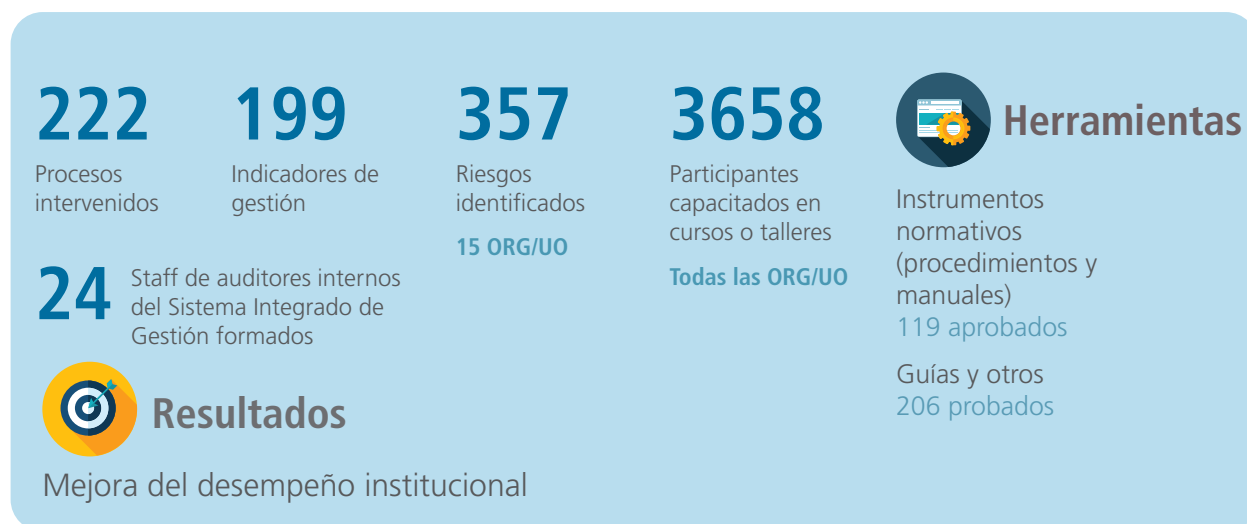 222
Procesos
intervenidos
199
Indicadores de
gestión
357
Riesgos
identificados
15 ORG/UO
3658
Participantes
capacitados en
cursos o talleres
Todas las ORG/UO
24
Staff de auditores internos
del Sistema Integrado de
Gestión formados
Herramientas
Instrumentos
normativos
(procedimientos y
manuales)
119 aprobados
Guías y otros
206 probados
Resultados
Mejora del desempeño institucional